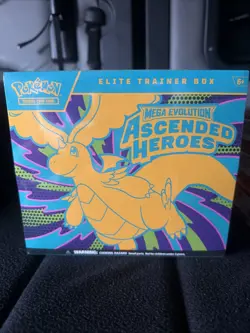 ELITE TRAINER BOX
Pokémon
6+
MEGA EVOLUTION
ASCENDED
HEROES
WARNING: